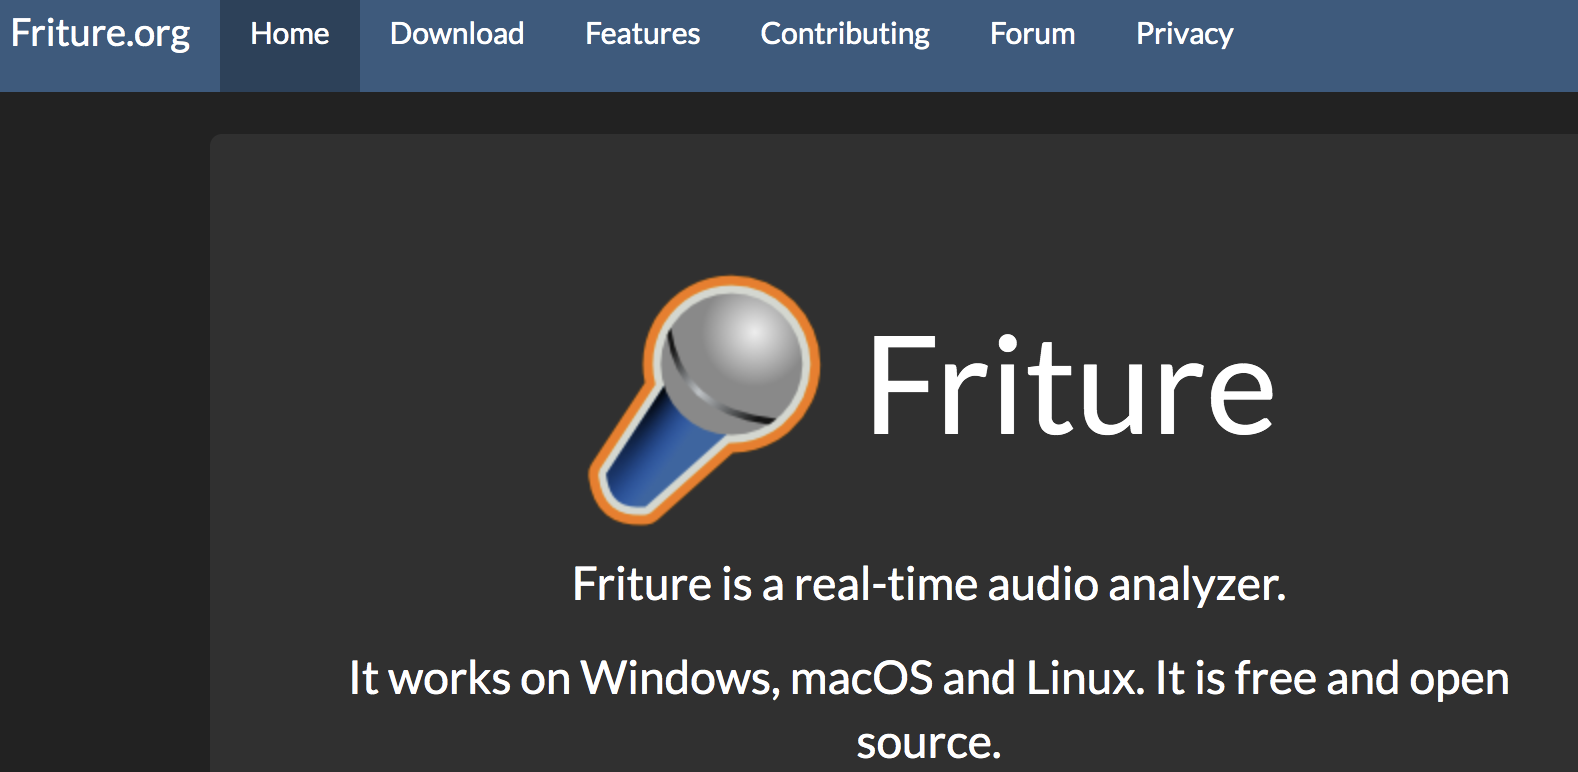 Friture.org Home Download Features Contributing Forum Privacy
Friture
Friture is a real-time audio analyzer.
It works on Windows, macOS and Linux. It is free and open
source.